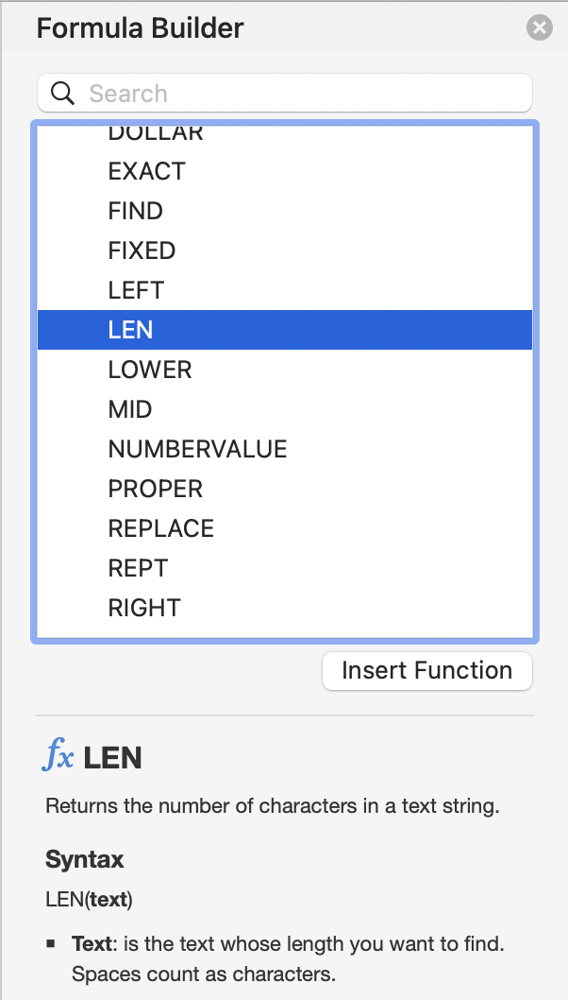 Formula Builder
Search
DOLLAR
EXACT
FIND
FIXED
LEFT
LEN
LOWER
MID
NUMBERVALUE
PROPER
REPLACE
REPT
RIGHT
Insert Function
fx LEN
Returns the number of characters in a text string.
Syntax
LEN(text)
▪ Text: is the text whose length you want to find.
Spaces count as characters.